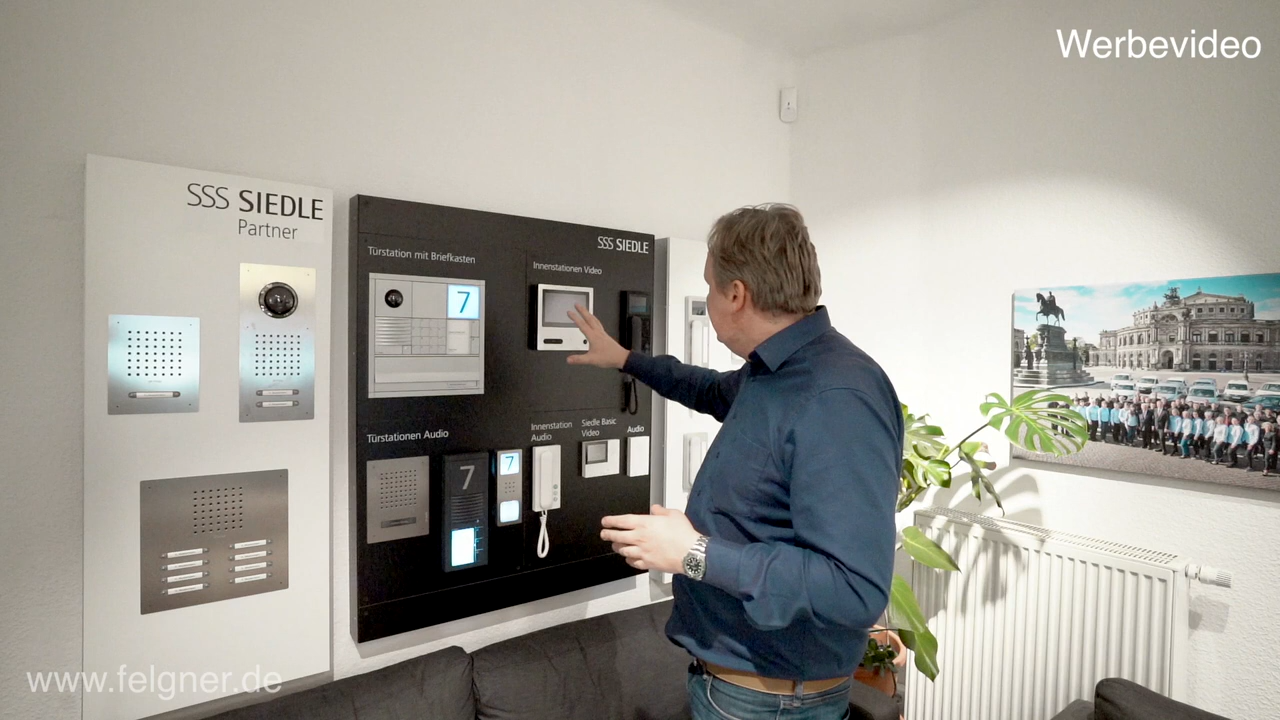 Werbevideo
SSS SIEDLE
Partner
SSS SIEDLE
Türstation mit Briefkasten
Innenstationen Video
7
Türstationen Audio
Innenstation
Audio
Siedle Basic
Video
Audio
7
7
www.felgner.de